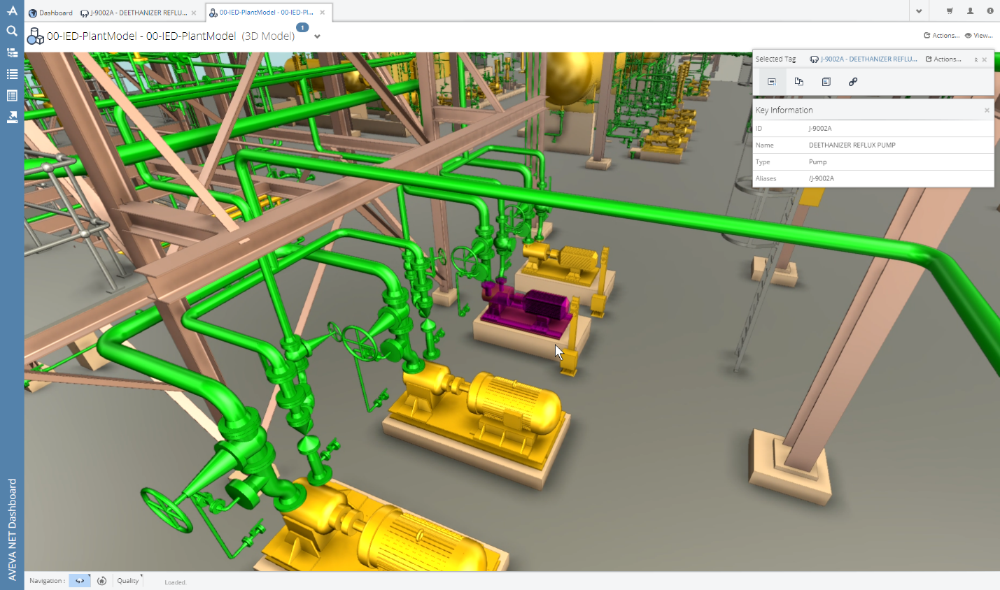 Dashboard
J-9002A - DEETHANIZER REFLU...
00-IED-PlantModel - 00-IED-Pl...
00-IED-PlantModel - 00-IED-PlantModel (3D Model)
1
Actions...
View...
Selected Tag
J-9002A - DEETHANIZER REFLU...
Actions...
Key Information
ID J-9002A
Name DEETHANIZER REFLUX PUMP
Type Pump
Aliases /J-9002A
AVEVA NET Dashboard
Navigation :
Quality
Loaded.